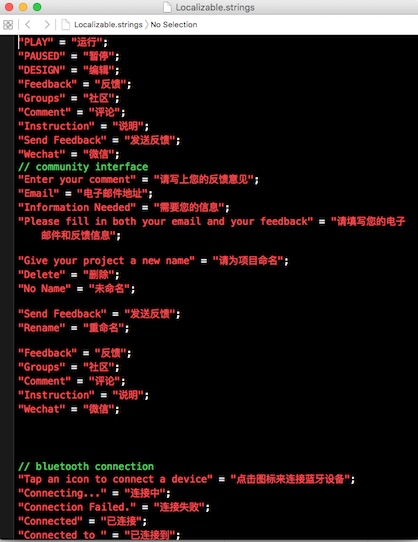 Localizable.strings
Localizable.strings 〉No Selection
"PLAY" = "运行";
"PAUSED" = "暂停";
"DESIGN" = "编辑";
"Feedback" = "反馈";
"Groups" = "社区";
"Comment" = "评论";
"Instruction" = "说明";
"Send Feedback" = "发送反馈";
"Wechat" = "微信";
// community interface
"Enter your comment" = "请写上您的反馈意见";
"Email" = "电子邮件地址";
"Information Needed" = "需要您的信息";
"Please fill in both your email and your feedback" = "请填写您的电子
邮件和反馈信息";
"Give your project a new name" = "请为项目命名";
"Delete" = "删除";
"No Name" = "未命名";
"Send Feedback" = "发送反馈";
"Rename" = "重命名";
"Feedback" = "反馈";
"Groups" = "社区";
"Comment" = "评论";
"Instruction" = "说明";
"Wechat" = "微信";
// bluetooth connection
"Tap an icon to connect a device" = "点击图标来连接蓝牙设备";
"Connecting..." = "连接中";
"Connection Failed." = "连接失败";
"Connected" = "已连接";
"Connected to " = "已连接到";